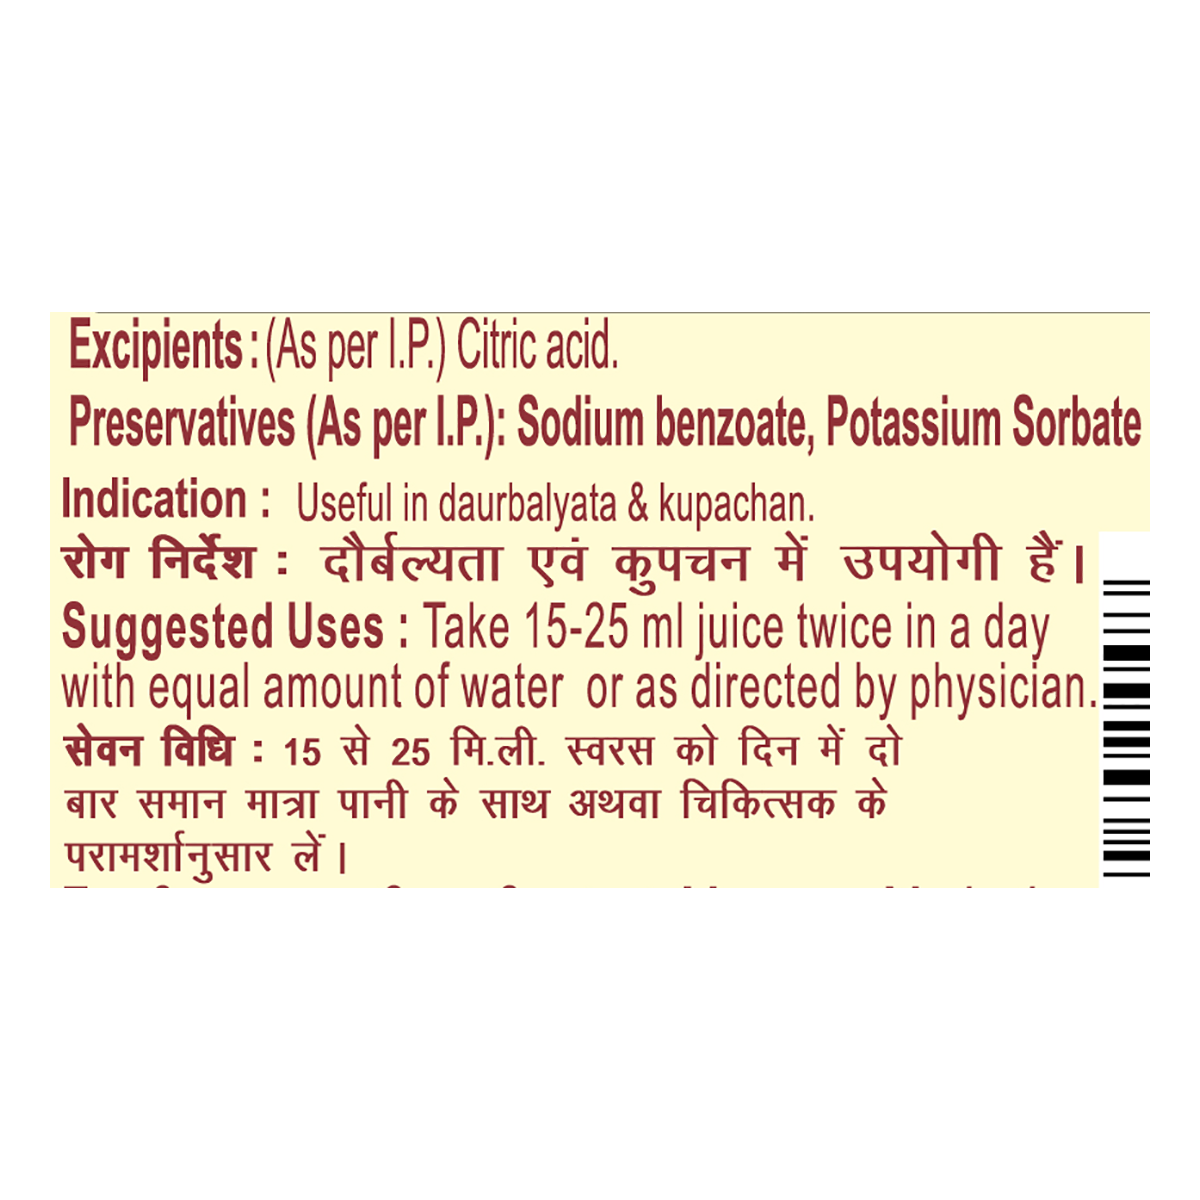 Excipients : (As per I.P.) Citric acid.
Preservatives (As per I.P.): Sodium benzoate, Potassium Sorbate
Indication : Useful in daurbalyata & kupachan.
रोग निर्देश : दौर्बल्यता एवं कुपचन में उपयोगी हैं।
Suggested Uses : Take 15-25 ml juice twice in a day
with equal amount of water or as directed by physician.
सेवन विधि : 15 से 25 मि.ली. स्वरस को दिन में दो
बार समान मात्रा पानी के साथ अथवा चिकित्सक के
परामर्शानुसार लें।